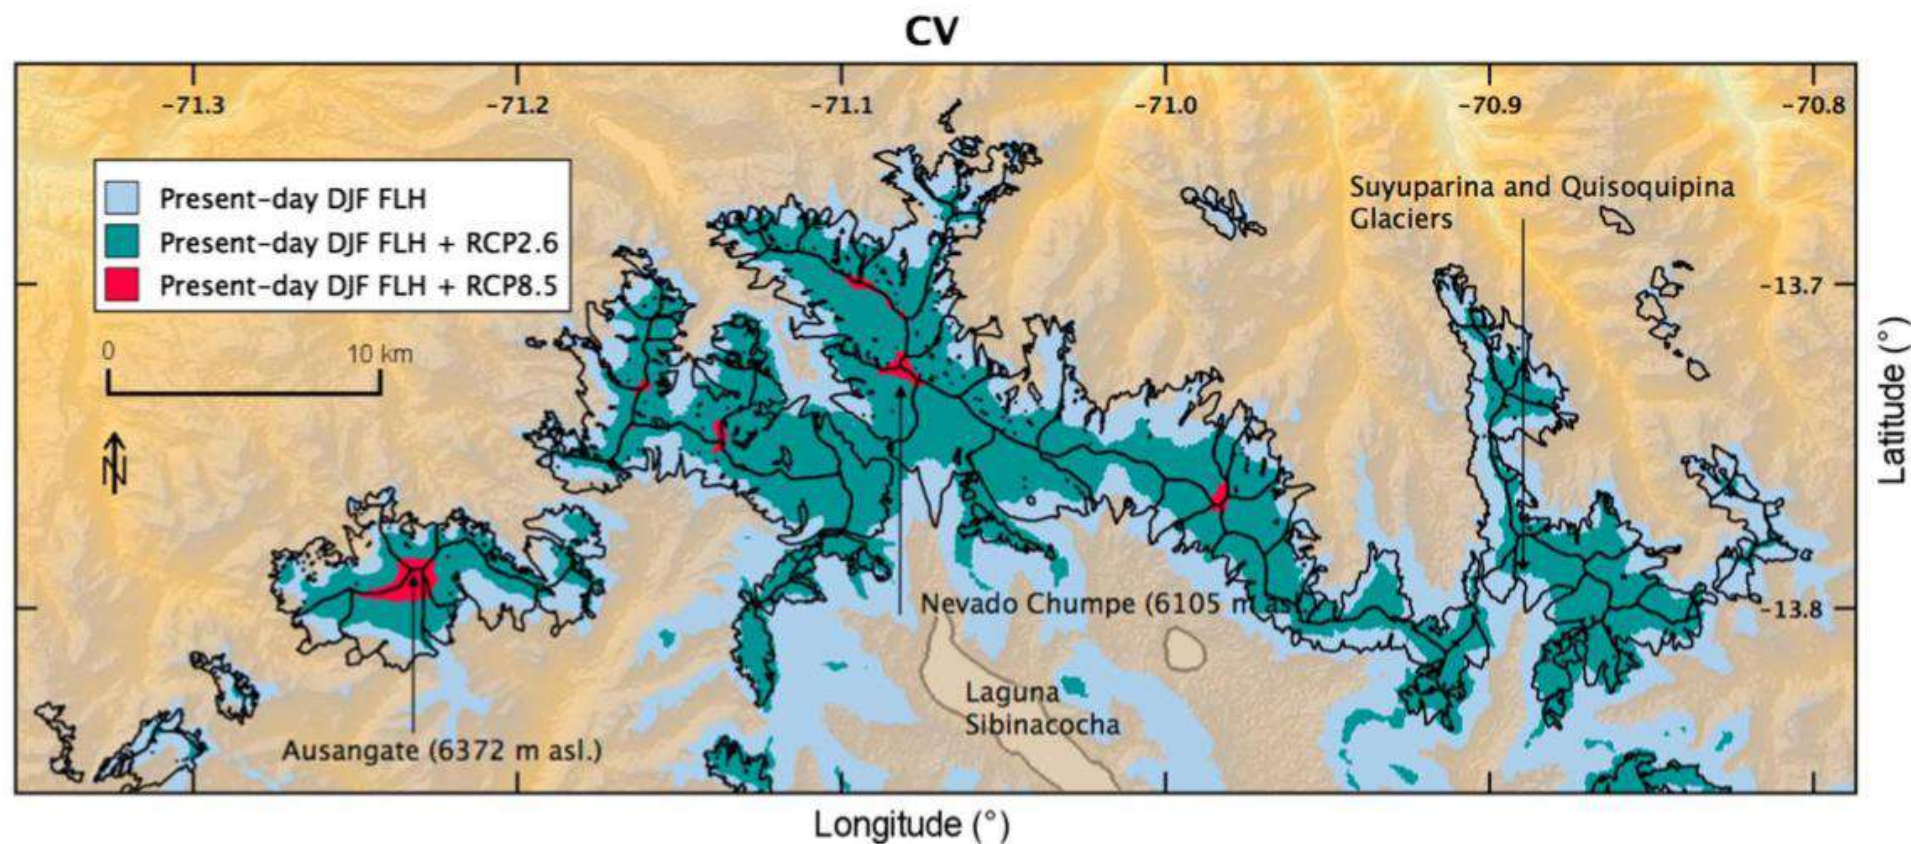 CV
-71.3
-71.2
-71.1
-71.0
-70.9
-70.8
Present-day DJF FLH
Present-day DJF FLH + RCP2.6
Present-day DJF FLH + RCP8.5
Suyuparina and Quisoquipina
Glaciers
-13.7
0
10 km
N
Latitude (°)
Nevado Chumpe (6105 m asl.)
-13.8
Laguna
Sibinacocha
Ausangate (6372 m asl.)
Longitude (°)